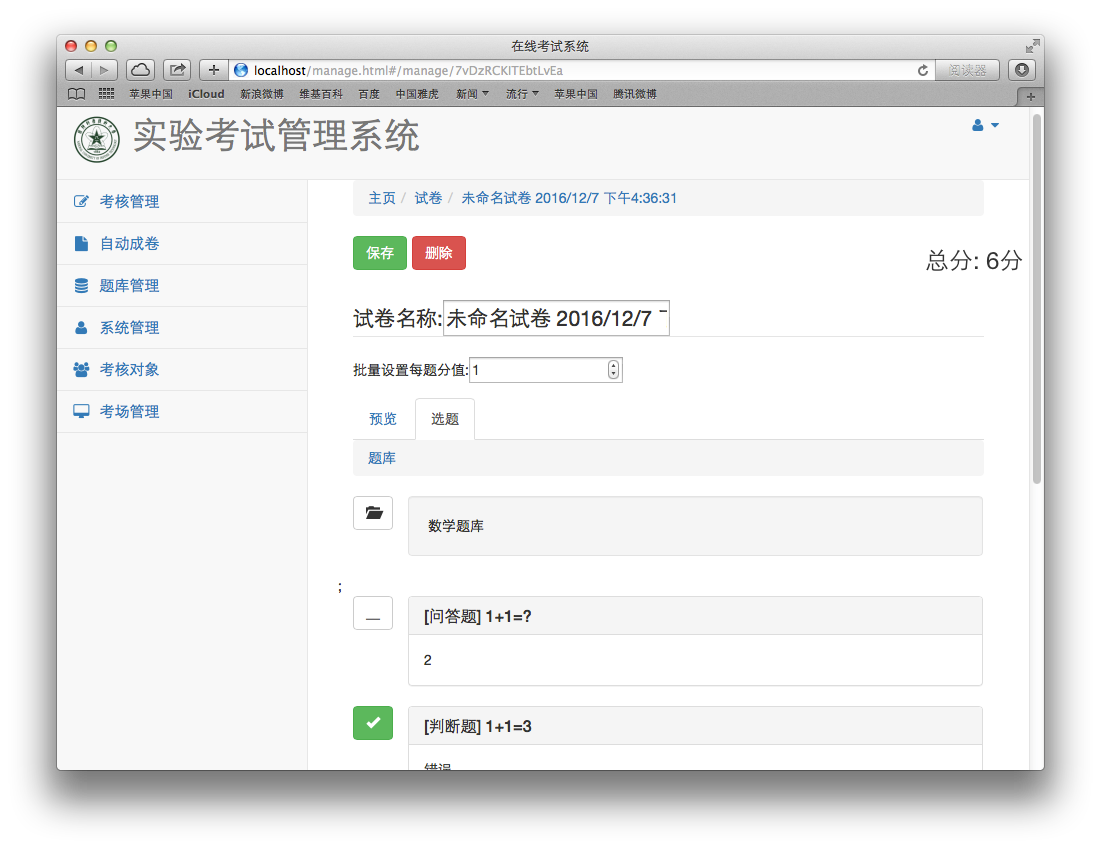 在线考试系统
localhost/manage.html#/manage/7vDzRCKITEbtLvEa
阅读器
苹果中国 iCloud 新浪微博 维基百科 百度 中国雅虎 新闻 流行 苹果中国 腾讯微博
实验考试管理系统
考核管理
自动成卷
题库管理
系统管理
考核对象
考场管理
主页 / 试卷 / 未命名试卷 2016/12/7 下午4:36:31
保存 删除
总分: 6分
试卷名称: 未命名试卷 2016/12/7
批量设置每题分值: 1
预览 选题
题库
数学题库
;
[问答题] 1+1=?
2
[判断题] 1+1=3
错误